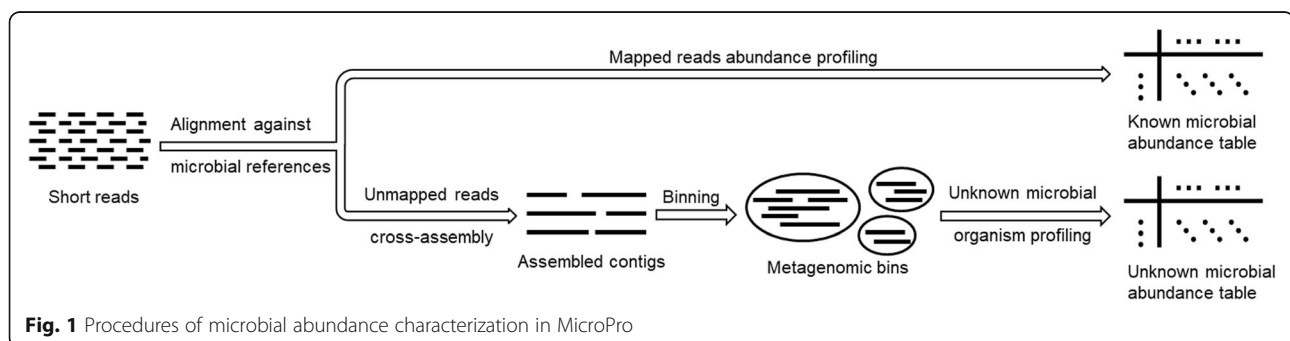 Mapped reads abundance profiling
Alignment against
microbial references
Short reads
Known microbial
abundance table
Unmapped reads
cross-assembly
Assembled contigs
Binning
Metagenomic bins
Unknown microbial
organism profiling
Unknown microbial
abundance table
Fig. 1 Procedures of microbial abundance characterization in MicroPro